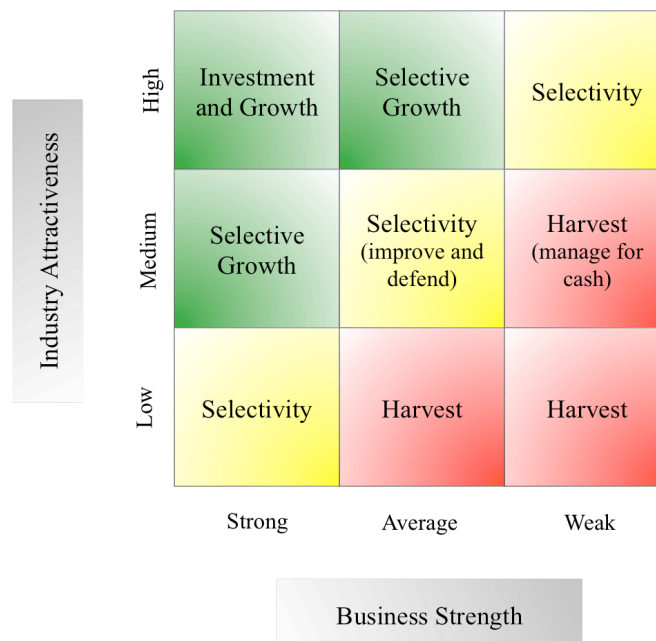 Industry Attractiveness
High
Investment
and Growth
Selective
Growth
Selectivity
Medium
Selective
Growth
Selectivity
(improve and
defend)
Harvest
(manage for
cash)
Low
Selectivity
Harvest
Harvest
Strong
Average
Weak
Business Strength